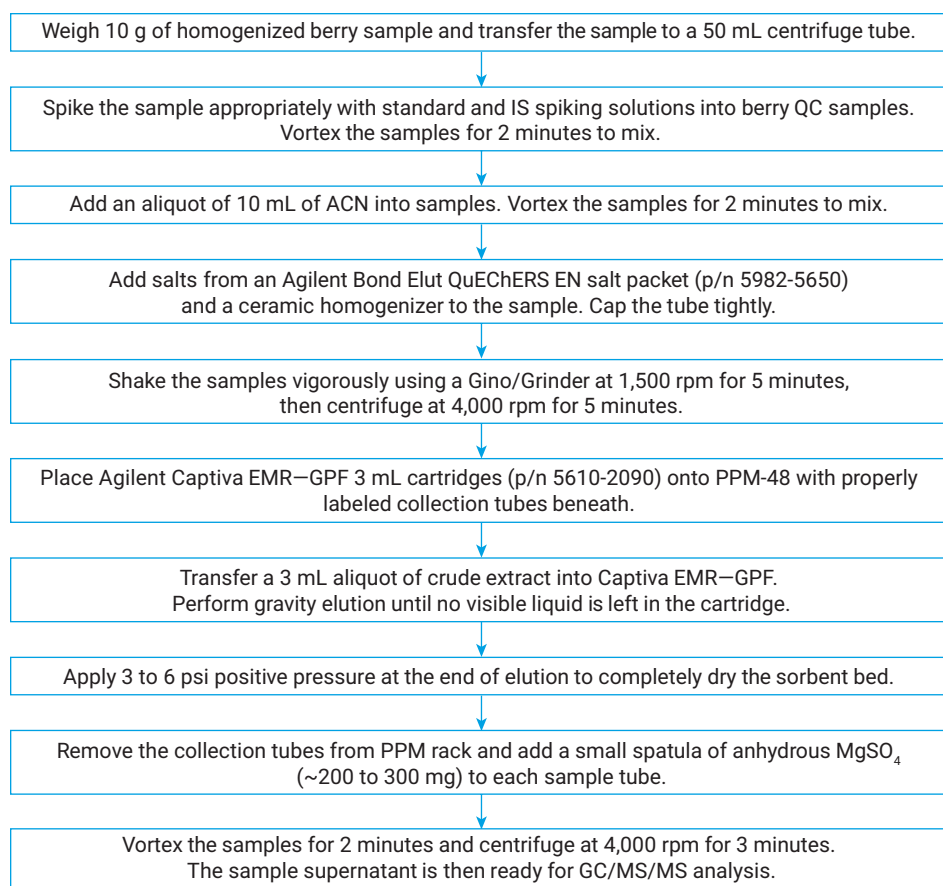 Weigh 10 g of homogenized berry sample and transfer the sample to a 50 mL centrifuge tube.
Spike the sample appropriately with standard and IS spiking solutions into berry QC samples.
Vortex the samples for 2 minutes to mix.
Add an aliquot of 10 mL of ACN into samples. Vortex the samples for 2 minutes to mix.
Add salts from an Agilent Bond Elut QuEChERS EN salt packet (p/n 5982-5650)
and a ceramic homogenizer to the sample. Cap the tube tightly.
Shake the samples vigorously using a Gino/Grinder at 1,500 rpm for 5 minutes,
then centrifuge at 4,000 rpm for 5 minutes.
Place Agilent Captiva EMR—GPF 3 mL cartridges (p/n 5610-2090) onto PPM-48 with properly
labeled collection tubes beneath.
Transfer a 3 mL aliquot of crude extract into Captiva EMR—GPF.
Perform gravity elution until no visible liquid is left in the cartridge.
Apply 3 to 6 psi positive pressure at the end of elution to completely dry the sorbent bed.
Remove the collection tubes from PPM rack and add a small spatula of anhydrous MgSO₄
(~200 to 300 mg) to each sample tube.
Vortex the samples for 2 minutes and centrifuge at 4,000 rpm for 3 minutes.
The sample supernatant is then ready for GC/MS/MS analysis.